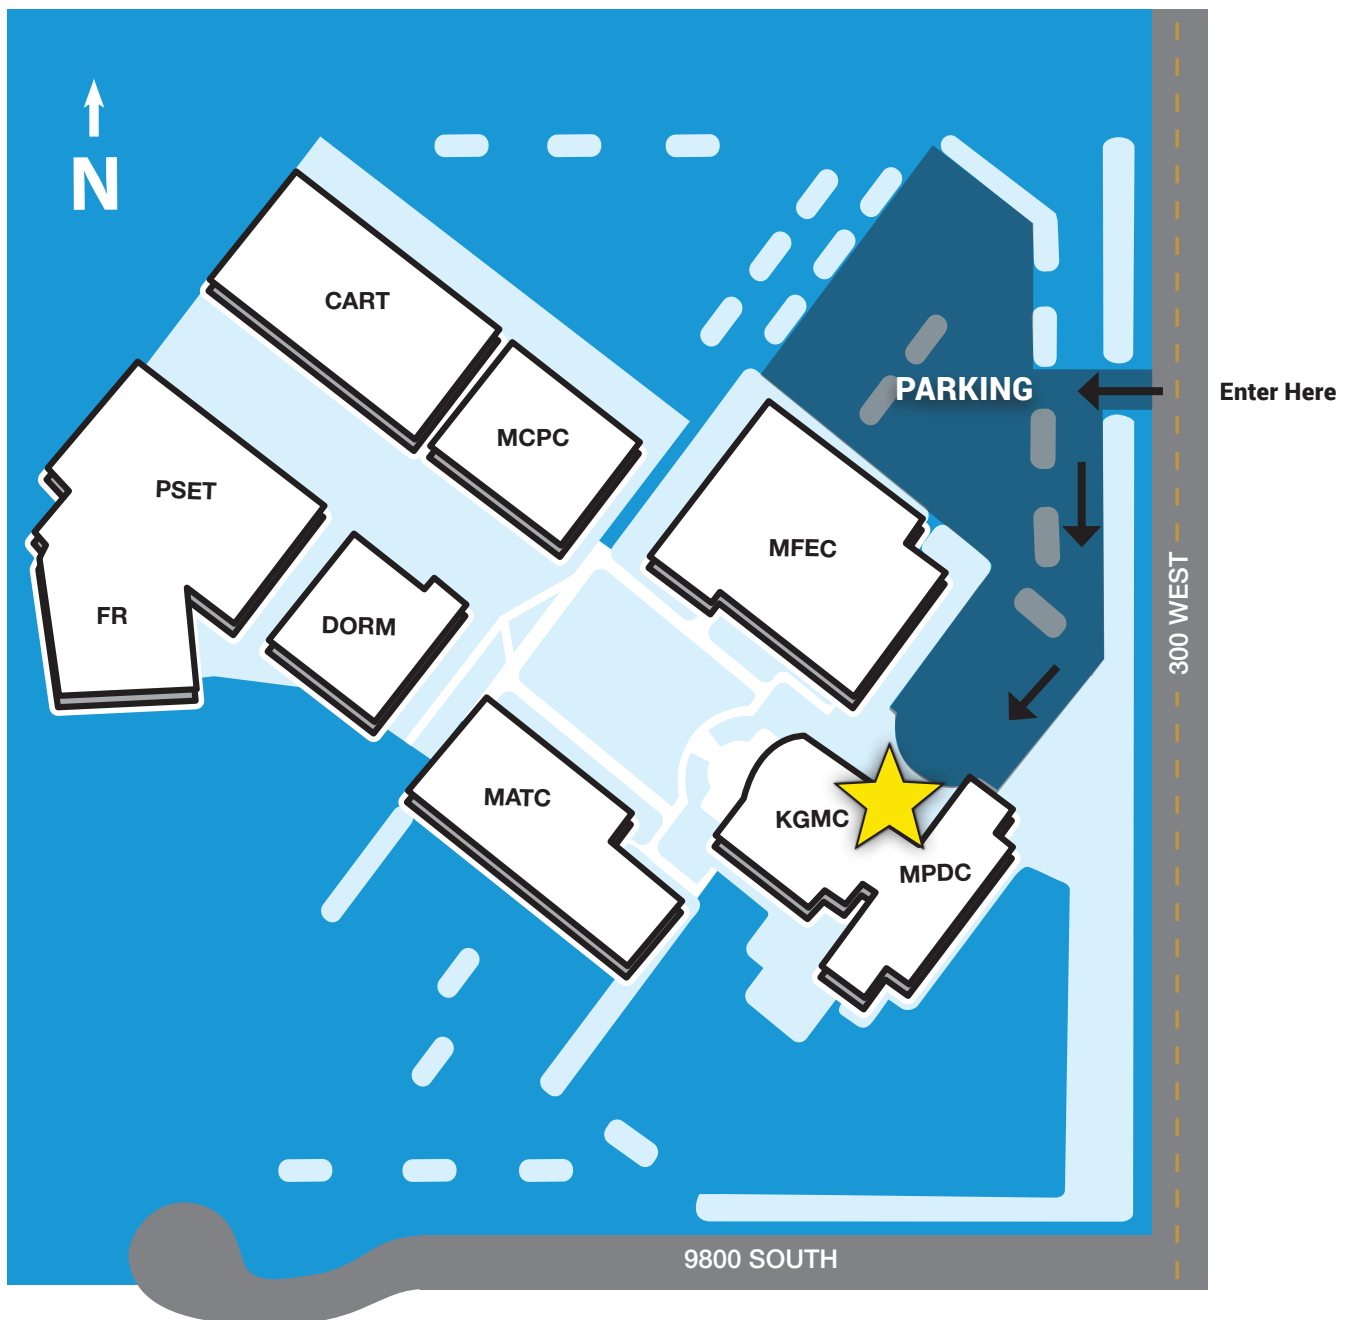 N
CART
MCPC
PARKING
Enter Here
PSET
MFEC
FR
DORM
300 WEST
MATC
KGMC
MPDC
9800 SOUTH